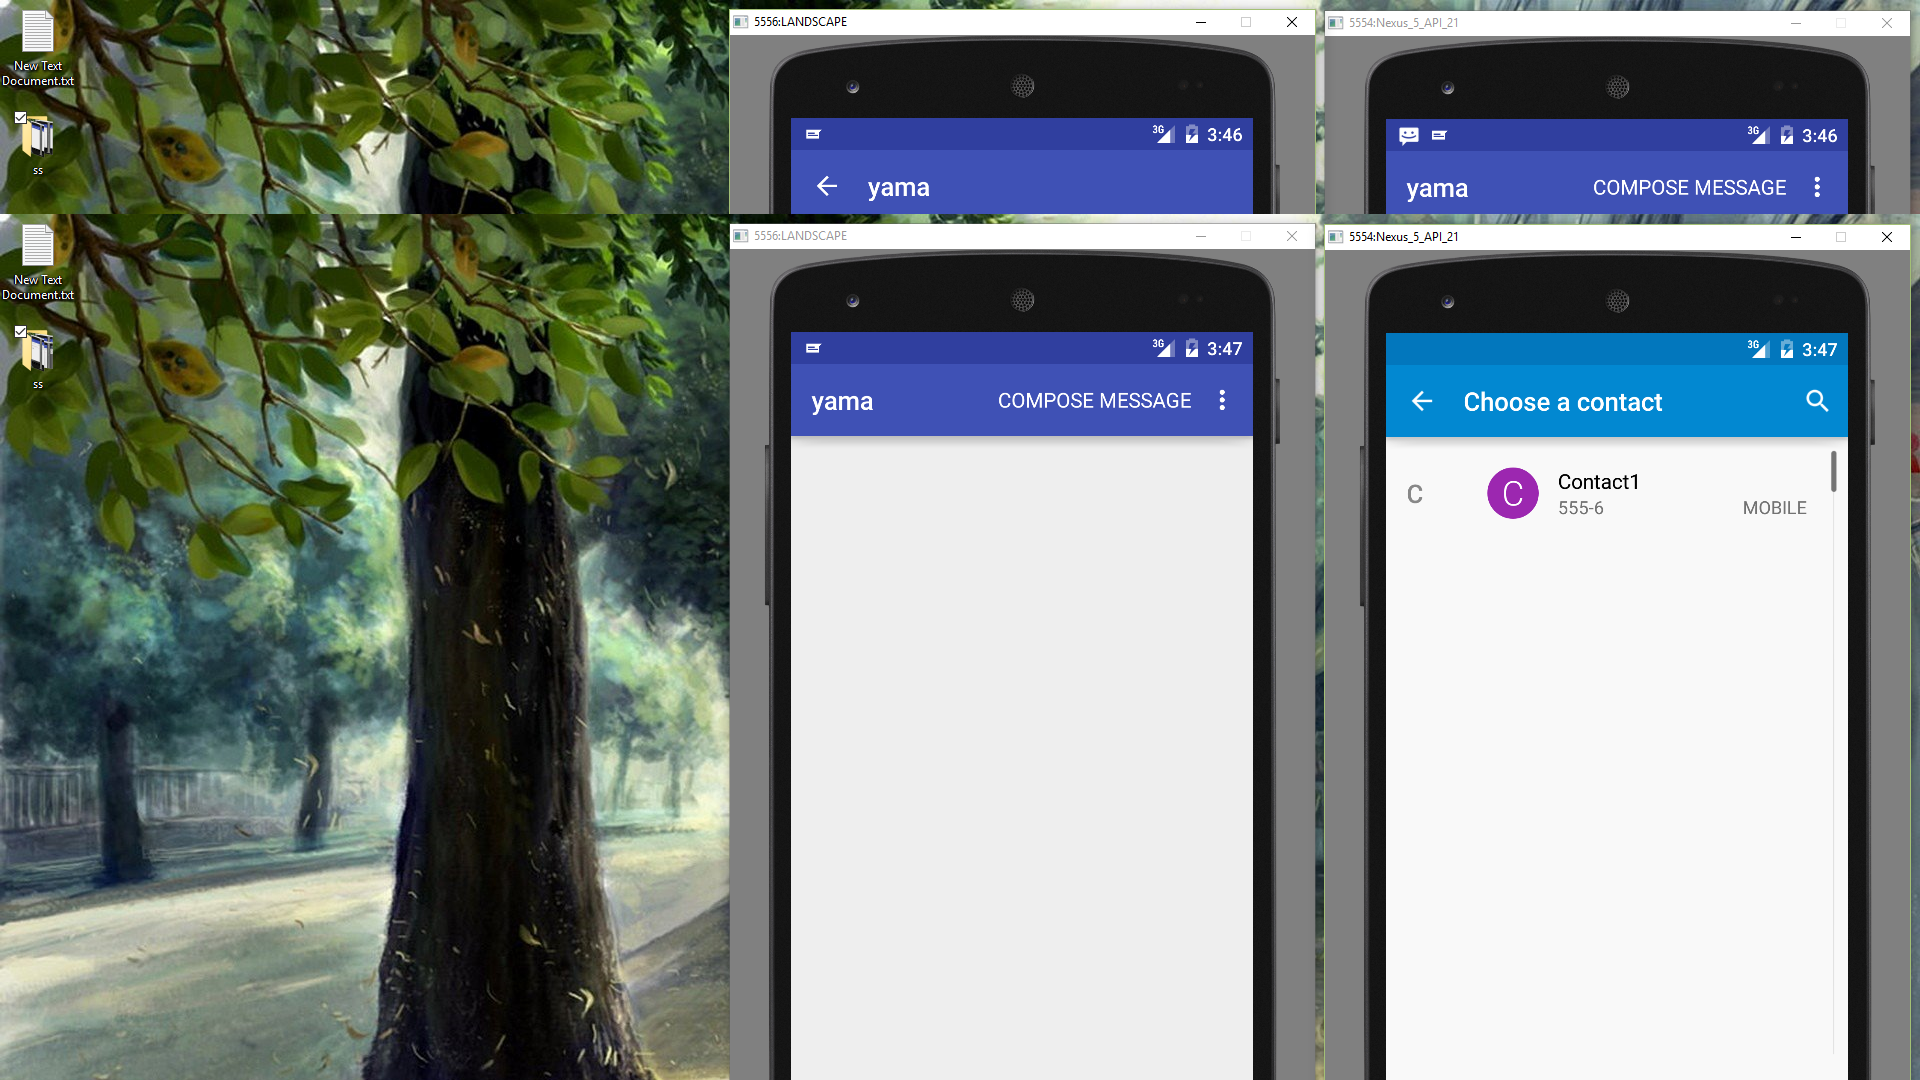 New Text
Document.txt
ss
5556:LANDSCAPE
3G 3:46
yama
5554:Nexus_5_API_21
3G 3:46
yama COMPOSE MESSAGE
New Text
Document.txt
ss
5556:LANDSCAPE
3G 3:47
yama COMPOSE MESSAGE
5554:Nexus_5_API_21
3G 3:47
Choose a contact
C C Contact1
555-6 MOBILE